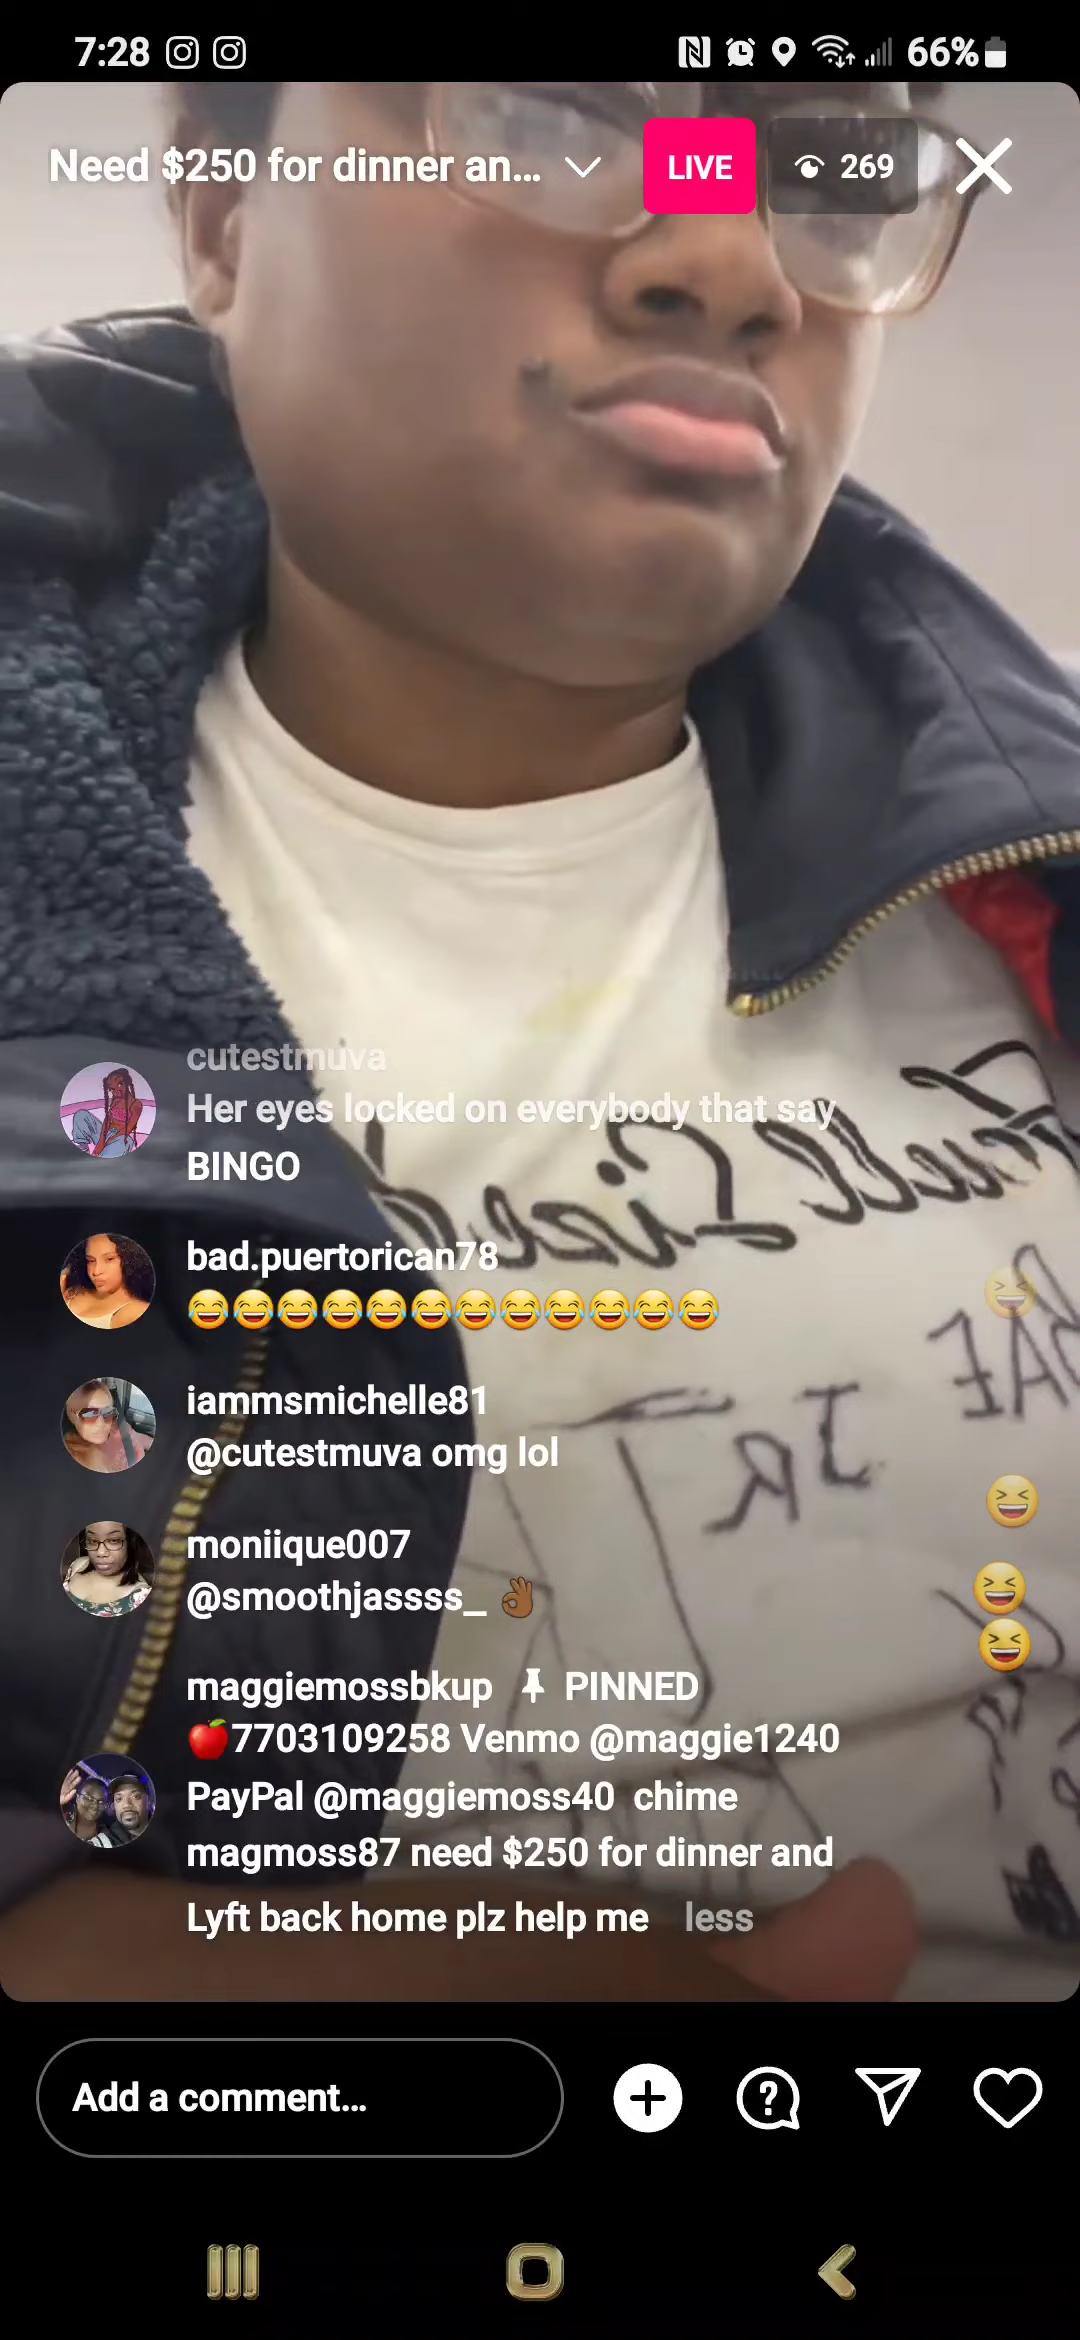 7:28
66%
Need $250 for dinner an...
LIVE
269
cutestmuva
Her eyes locked on everybody that say
BINGO
bad.puertorican78
😂😂😂😂😂😂😂😂😂😂😂😂
iammsmichelle81
@cutestmuva omg lol
moniique007
@smoothjassss_ 👌🏾
maggiemossbkup 📌 PINNED
🍎7703109258 Venmo @maggie1240
PayPal @maggiemoss40 chime
magmoss87 need $250 for dinner and
Lyft back home plz help me less
JR
Add a comment...